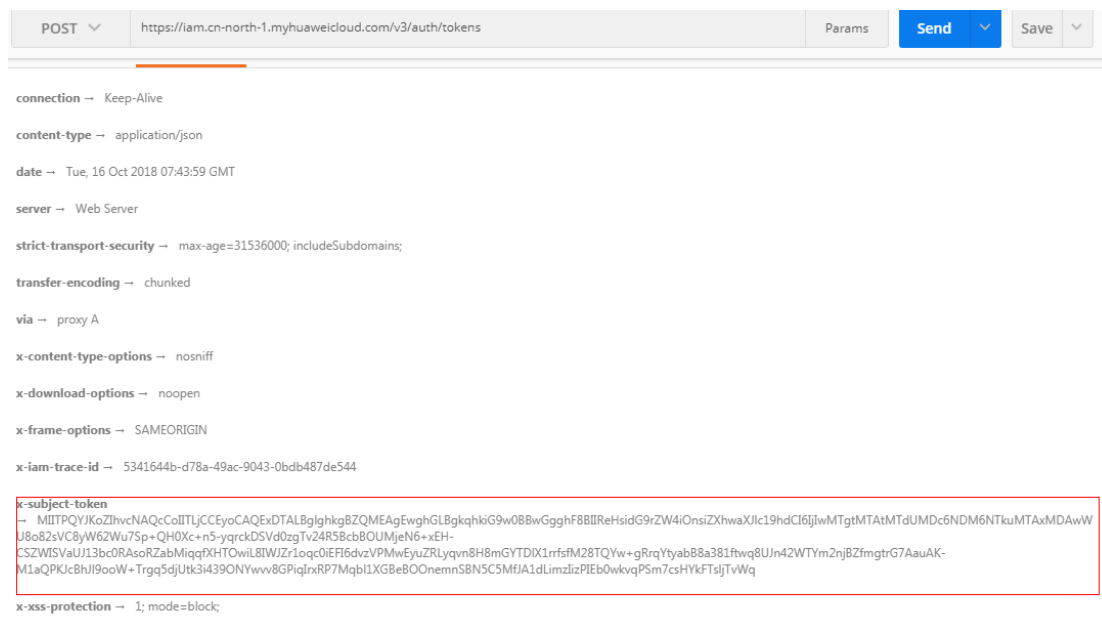 POST https://iam.cn-north-1.myhuaweicloud.com/v3/auth/tokens Params Send Save
connection → Keep-Alive
content-type → application/json
date → Tue, 16 Oct 2018 07:43:59 GMT
server → Web Server
strict-transport-security → max-age=31536000; includeSubdomains;
transfer-encoding → chunked
via → proxy A
x-content-type-options → nosniff
x-download-options → noopen
x-frame-options → SAMEORIGIN
x-iam-trace-id → 5341644b-d78a-49ac-9043-0bdb487de544
x-subject-token
→ MIITPQYJKoZIhvcNAQcCoIITLjCCEyoCAQExDTALBglghkgBZQMEAgEwghGLBgkqhkiG9w0BBwGgghF8BIIReHsidG9rZW4iOnsiZXhwaXJlc19hdCI6IjIwMTgtMTAtMTdUMDc6NDM6NTkuMTAxMDAwW
U8o82sVC8yW62Wu7Sp+QH0Xc+n5-yqrckDSVd0zgTv24R5BcbBOUMjeN6+xEH-
CSZWISVaUJ13bc0RAsoRZabMiqqfXHTOwiL8IWJZr1oqc0iEFI6dvzVPMwEyuZRLyqvn8H8mGYTDlX1rrfsfM28TQYw+gRrqYtyabB8a381ftwq8UJn42WTYm2njBZfmgtrG7AauAK-
M1aQPKJcBhJl9ooW+Trgq5djUtk3i439ONYwvv8GPiqIrxRP7Mqbl1XGBeBOOnemnSBN5C5MfJA1dLimzIizPIEb0wkvqPSm7csHYkFTsljTvWq
x-xss-protection → 1; mode=block;